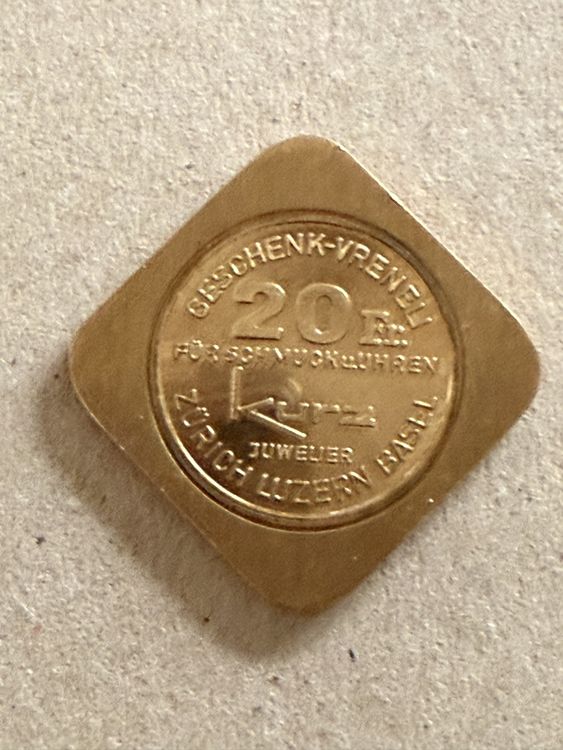 GESCHENK-VRENELI
20 Fr.
FÜR SCHMUCK u. UHREN
Kurz
JUWELIER
ZÜRICH LUZERN BASEL